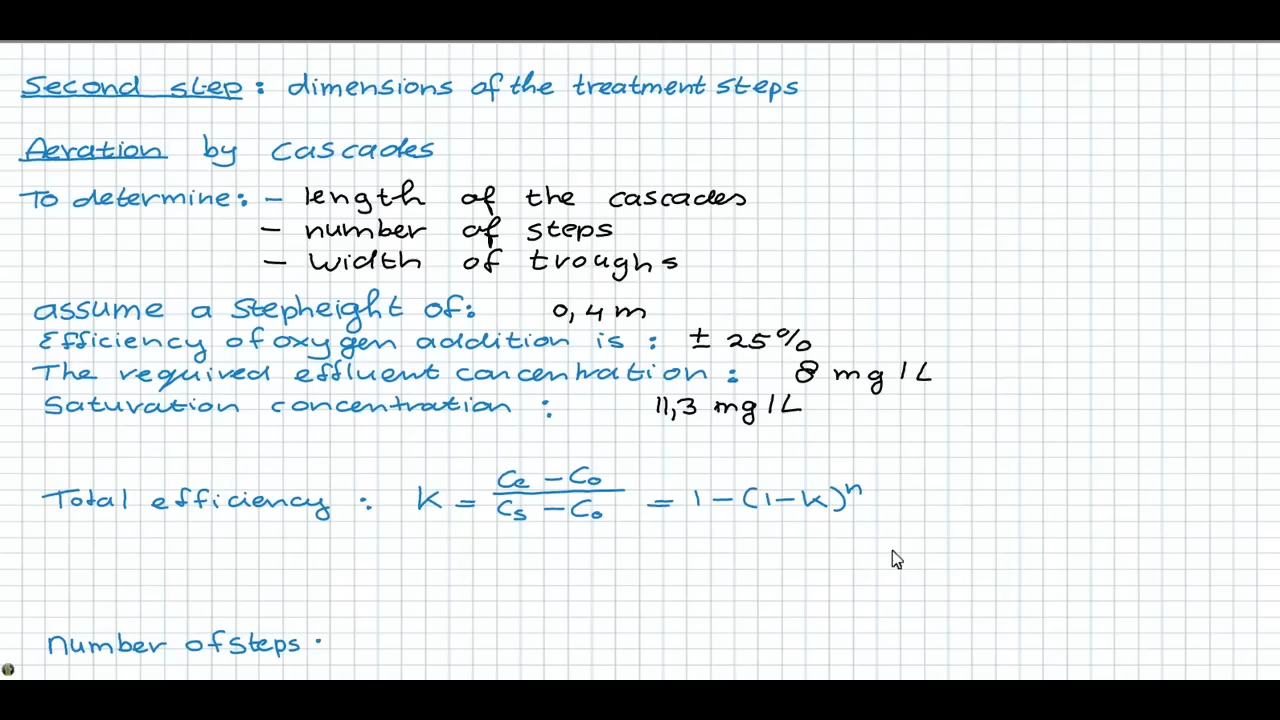 Second step : dimensions of the treatment steps
Aeration by cascades
To determine: - length of the cascades
- number of steps
- width of troughs
assume a stepheight of: 0,4 m
Efficiency of oxygen addition is : ± 25%
The required effluent concentration : 8 mg/L
Saturation concentration : 11,3 mg/L
Total efficiency : K = (Ce - Co) / (Cs - Co) = 1 - (1 - k)^n
number of steps :